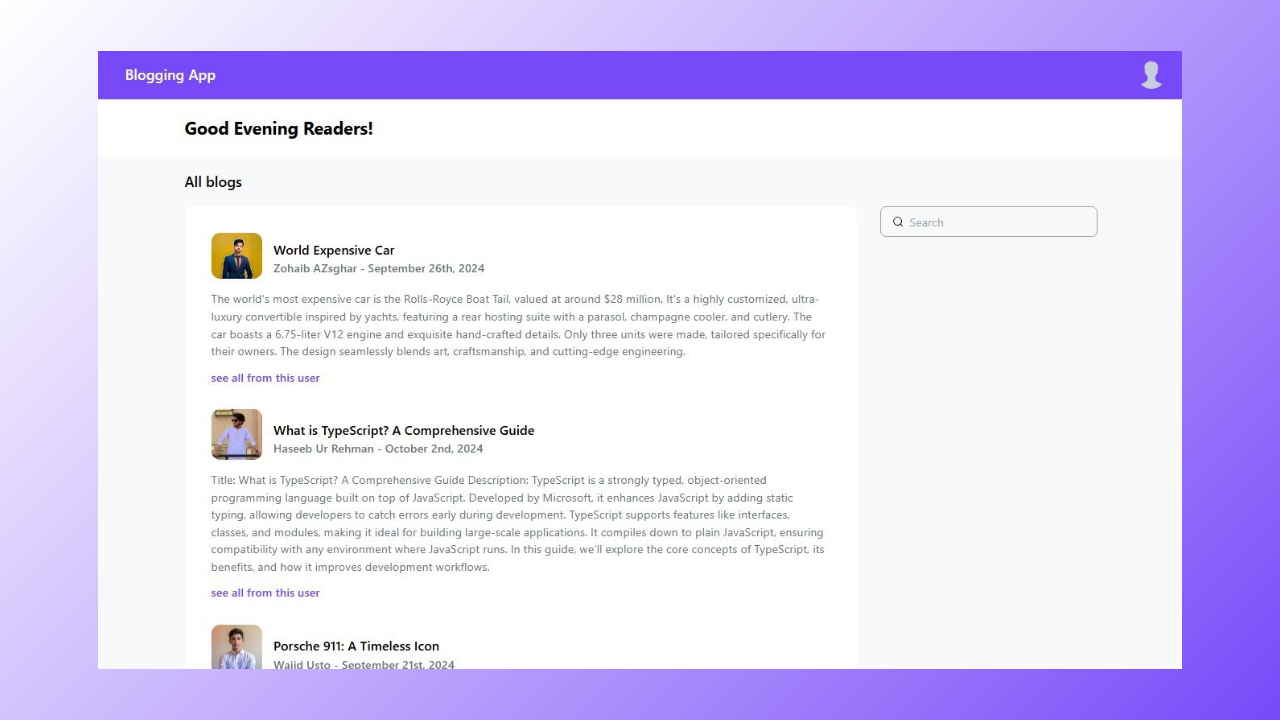 Blogging App
Good Evening Readers!
All blogs
Search
World Expensive Car
Zohaib AZsghar - September 26th, 2024
The world's most expensive car is the Rolls-Royce Boat Tail, valued at around $28 million. It's a highly customized, ultra-
luxury convertible inspired by yachts, featuring a rear hosting suite with a parasol, champagne cooler, and cutlery. The
car boasts a 6.75-liter V12 engine and exquisite hand-crafted details. Only three units were made, tailored specifically for
their owners. The design seamlessly blends art, craftsmanship, and cutting-edge engineering.
see all from this user
What is TypeScript? A Comprehensive Guide
Haseeb Ur Rehman - October 2nd, 2024
Title: What is TypeScript? A Comprehensive Guide Description: TypeScript is a strongly typed, object-oriented
programming language built on top of JavaScript. Developed by Microsoft, it enhances JavaScript by adding static
typing, allowing developers to catch errors early during development. TypeScript supports features like interfaces,
classes, and modules, making it ideal for building large-scale applications. It compiles down to plain JavaScript, ensuring
compatibility with any environment where JavaScript runs. In this guide, we'll explore the core concepts of TypeScript, its
benefits, and how it improves development workflows.
see all from this user
Porsche 911: A Timeless Icon
Wajid Usto - September 21st, 2024